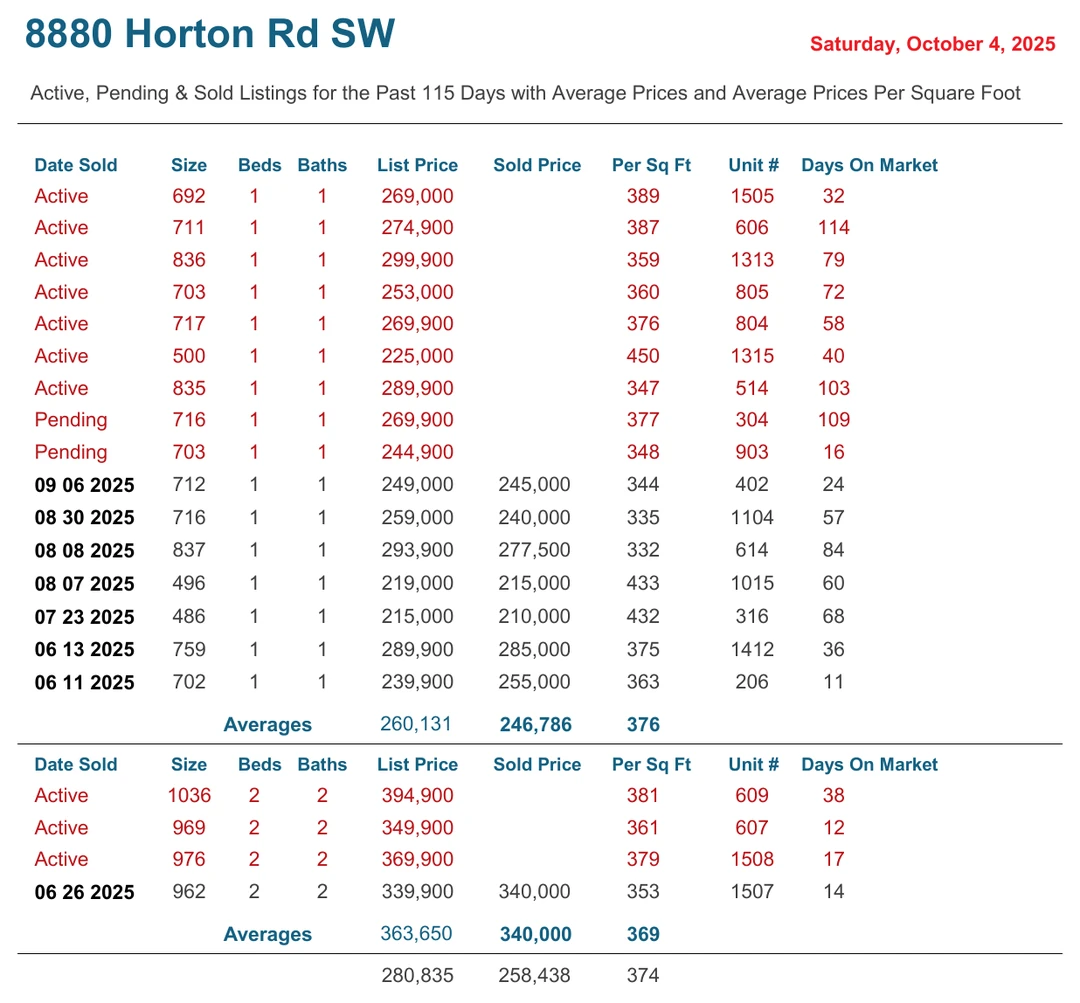 8880 Horton Rd SW
Saturday, October 4, 2025
Active, Pending & Sold Listings for the Past 115 Days with Average Prices and Average Prices Per Square Foot
Date Sold Size Beds Baths List Price Sold Price Per Sq Ft Unit # Days On Market
Active 692 1 1 269,000 389 1505 32
Active 711 1 1 274,900 387 606 114
Active 836 1 1 299,900 359 1313 79
Active 703 1 1 253,000 360 805 72
Active 717 1 1 269,900 376 804 58
Active 500 1 1 225,000 450 1315 40
Active 835 1 1 289,900 347 514 103
Pending 716 1 1 269,900 377 304 109
Pending 703 1 1 244,900 348 903 16
09 06 2025 712 1 1 249,000 245,000 344 402 24
08 30 2025 716 1 1 259,000 240,000 335 1104 57
08 08 2025 837 1 1 293,900 277,500 332 614 84
08 07 2025 496 1 1 219,000 215,000 433 1015 60
07 23 2025 486 1 1 215,000 210,000 432 316 68
06 13 2025 759 1 1 289,900 285,000 375 1412 36
06 11 2025 702 1 1 239,900 255,000 363 206 11
Averages 260,131 246,786 376
Date Sold Size Beds Baths List Price Sold Price Per Sq Ft Unit # Days On Market
Active 1036 2 2 394,900 381 609 38
Active 969 2 2 349,900 361 607 12
Active 976 2 2 369,900 379 1508 17
06 26 2025 962 2 2 339,900 340,000 353 1507 14
Averages 363,650 340,000 369
280,835 258,438 374